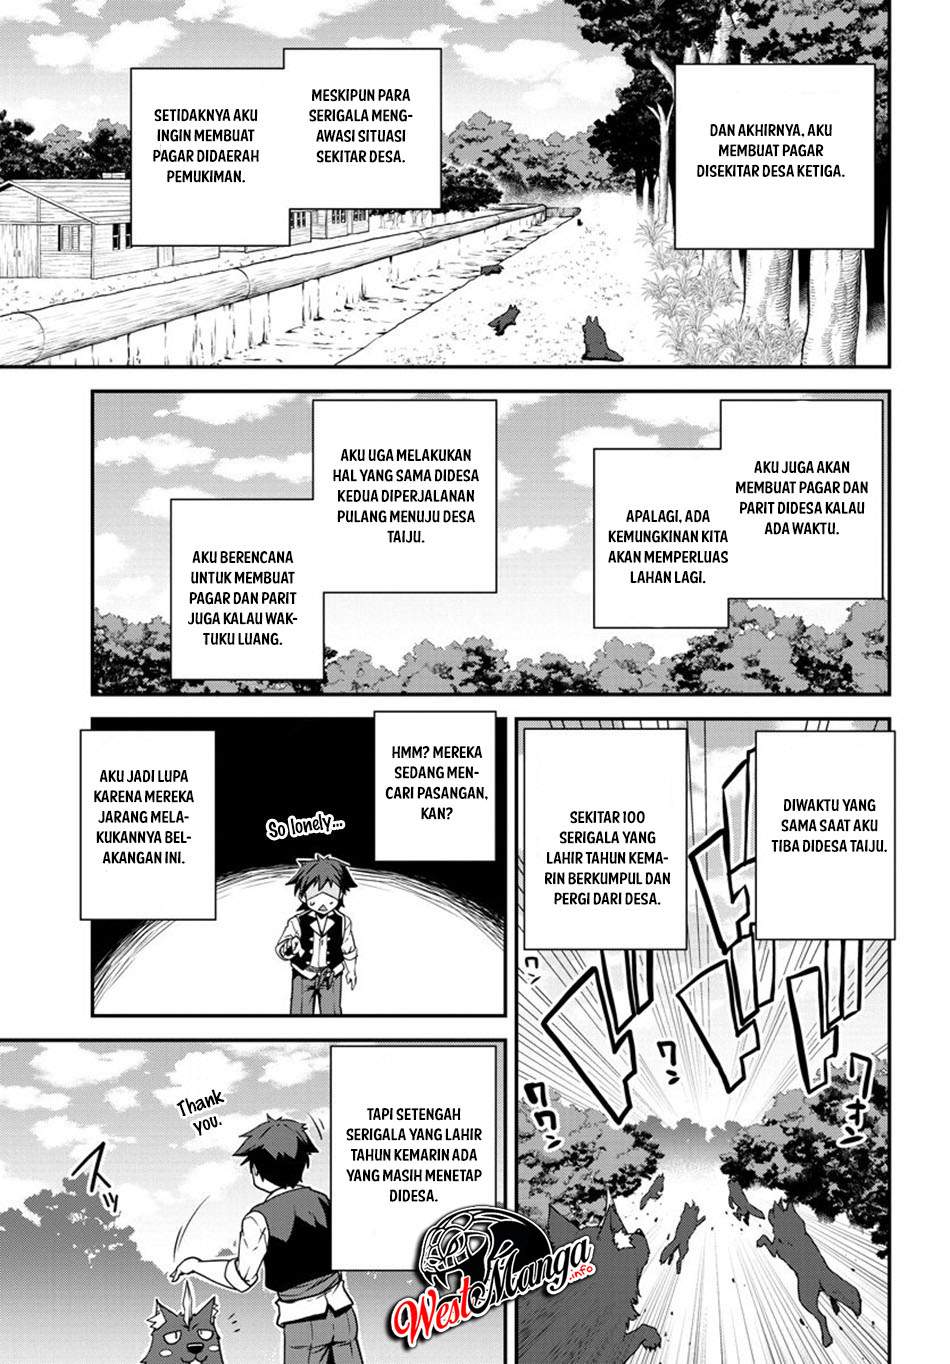 DAN AKHIRNYA, AKU
MEMBUAT PAGAR
DISEKITAR DESA KETIGA.
MESKIPUN PARA
SERIGALA MENG-
AWASI SITUASI
SEKITAR DESA.
SETIDAKNYA AKU
INGIN MEMBUAT
PAGAR DIDAERAH
PEMUKIMAN.
AKU JUGA AKAN
MEMBUAT PAGAR DAN
PARIT DIDESA KALAU
ADA WAKTU.
APALAGI, ADA
KEMUNGKINAN KITA
AKAN MEMPERLUAS
LAHAN LAGI.
AKU UGA MELAKUKAN
HAL YANG SAMA DIDESA
KEDUA DIPERJALANAN
PULANG MENUJU DESA
TAIJU.
AKU BERENCANA
UNTUK MEMBUAT
PAGAR DAN PARIT
JUGA KALAU WAK-
TUKU LUANG.
DIWAKTU YANG
SAMA SAAT AKU
TIBA DIDESA TAIJU.
SEKITAR 100
SERIGALA YANG
LAHIR TAHUN KEMA-
RIN BERKUMPUL DAN
PERGI DARI DESA.
HMM? MEREKA
SEDANG MEN-
CARI PASANGAN,
KAN?
So lonely...
AKU JADI LUPA
KARENA MEREKA
JARANG MELA-
KUKANNYA BEL-
AKANGAN INI.
TAPI SETENGAH
SERIGALA YANG LAHIR
TAHUN KEMARIN ADA
YANG MASIH MENETAP
DIDESA.
Thank
you.
WestManga
.info